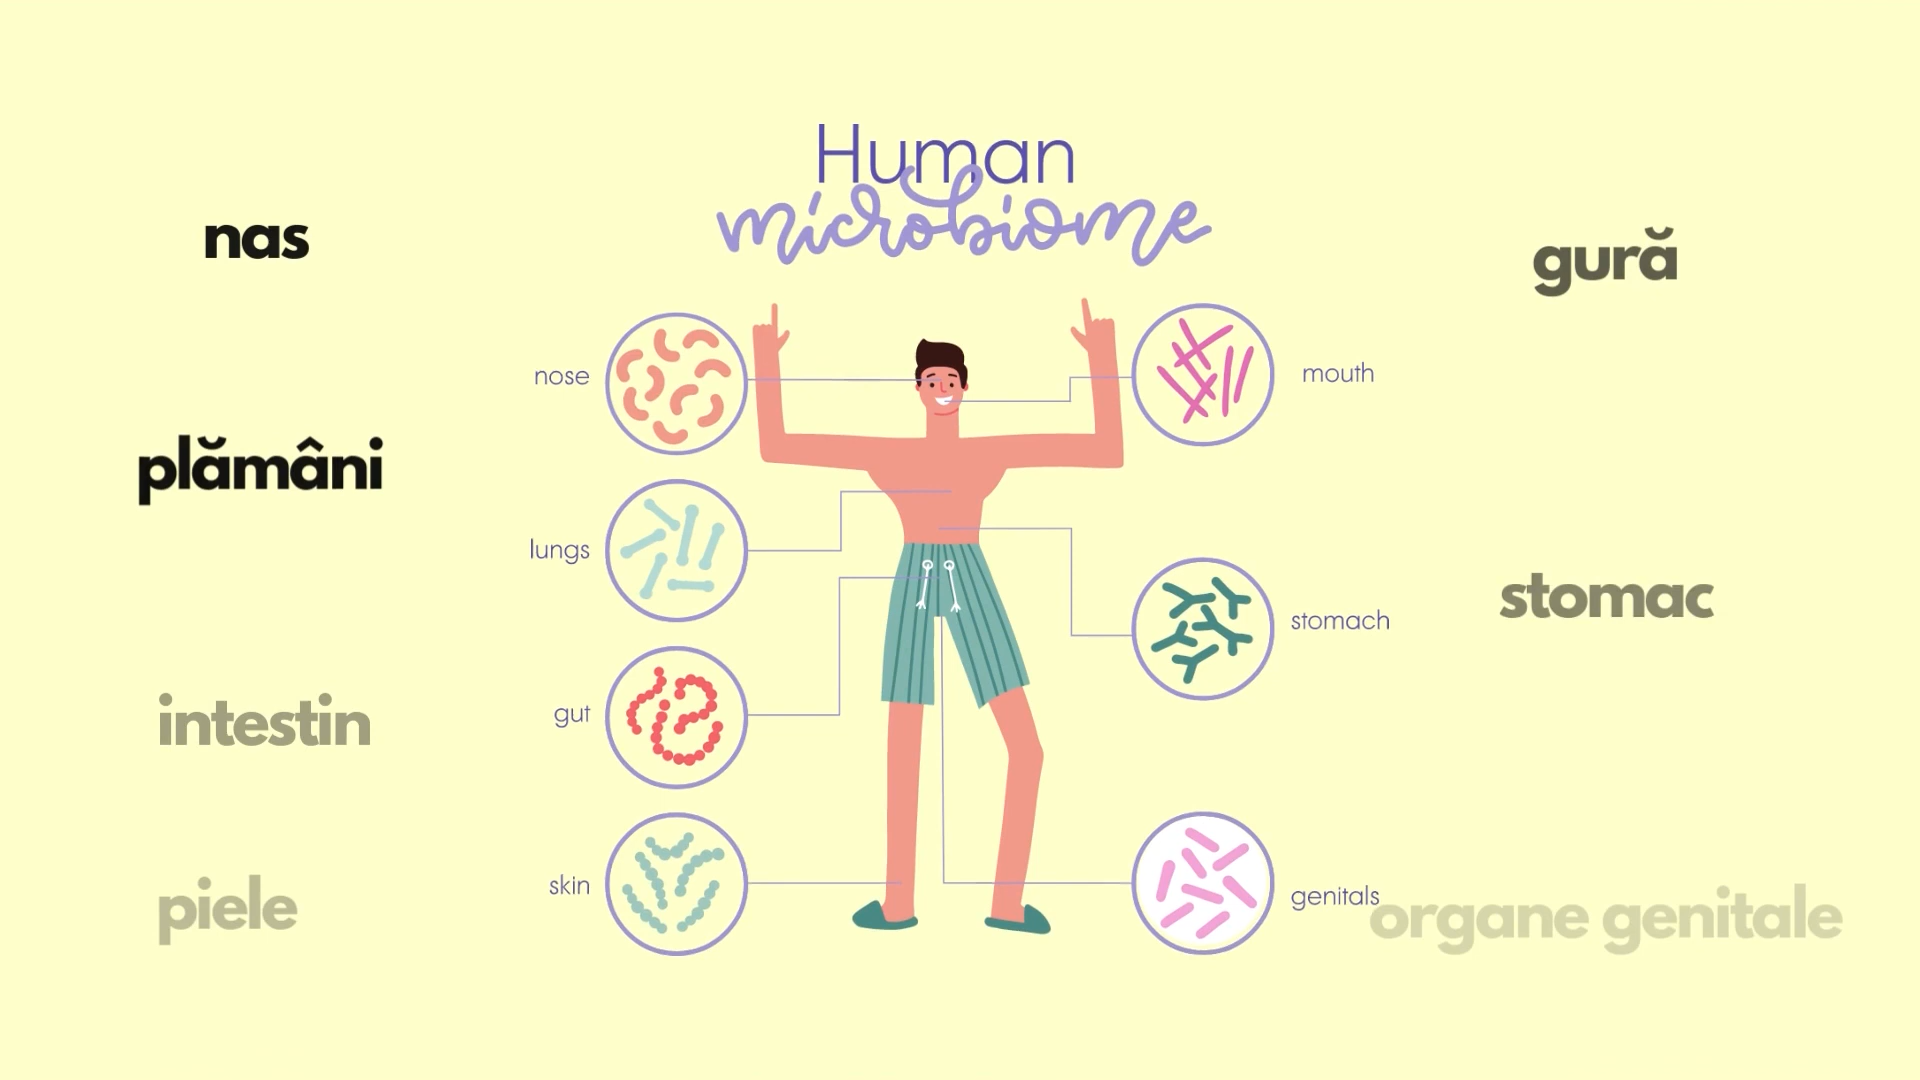 Human
microbiome
nas
gură
nose
mouth
plămâni
lungs
stomac
stomach
intestin
gut
piele
skin
genitals
organe genitale